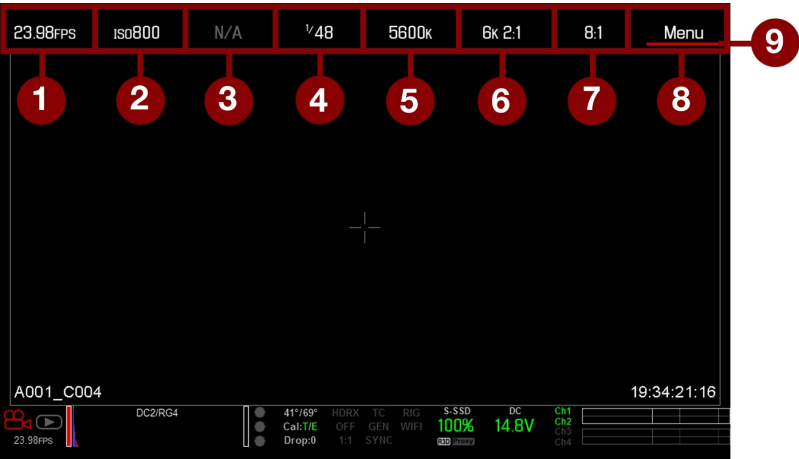 23.98FPS ISO800 N/A 1/48 5600K 6K 2:1 8:1 Menu 9
1 2 3 4 5 6 7 8
A001_C004 19:34:21:16
DC2/RG4 41°/69° HDRX TC RIG S-SSD DC Ch1
Cal:T/E OFF GEN WIFI 100% 14.8V Ch2
23.98FPS Drop:0 1:1 SYNC R3D Proxy Ch3
Ch4